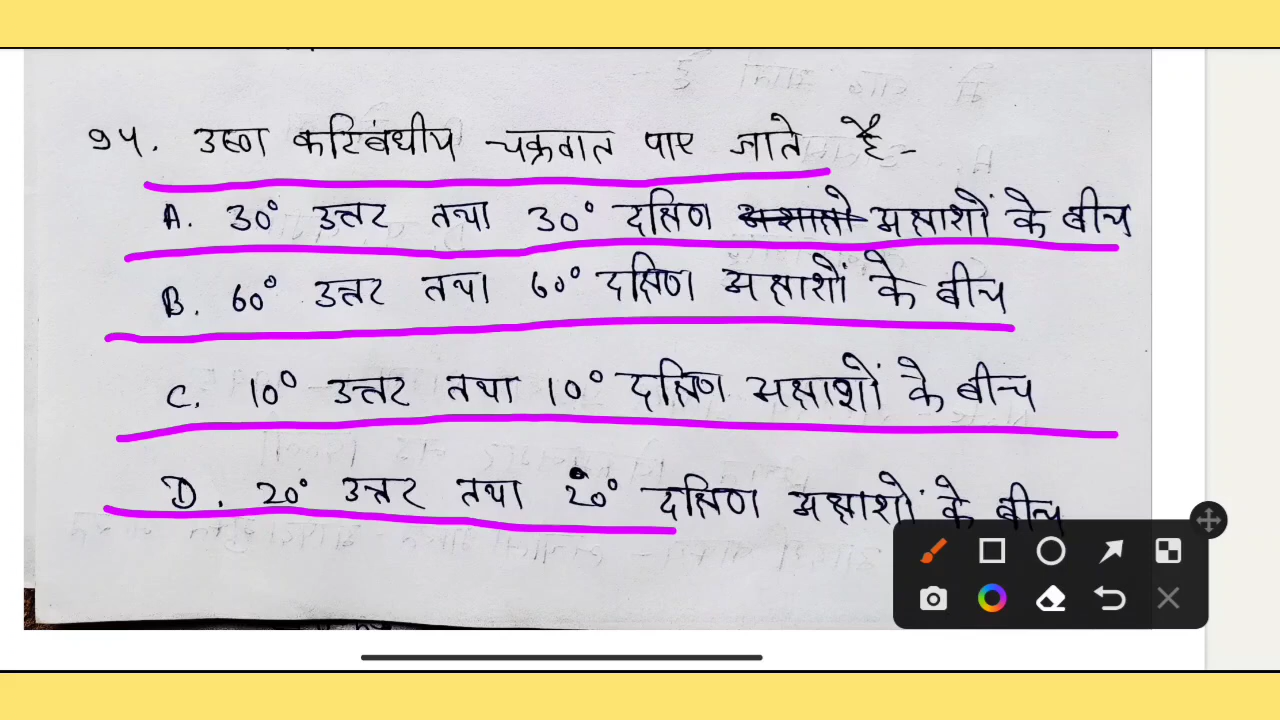 94. उष्ण कटिबंधीय चक्रवात पाए जाते है-
A. 30° उत्तर तथा 30° दक्षिण अक्षाशों के बीच
B. 60° उत्तर तथा 60° दक्षिण अक्षाशों के बीच
C. 10° उत्तर तथा 10° दक्षिण अक्षाशों के बीच
D. 20° उत्तर तथा 20° दक्षिण अक्षाशों के बीच